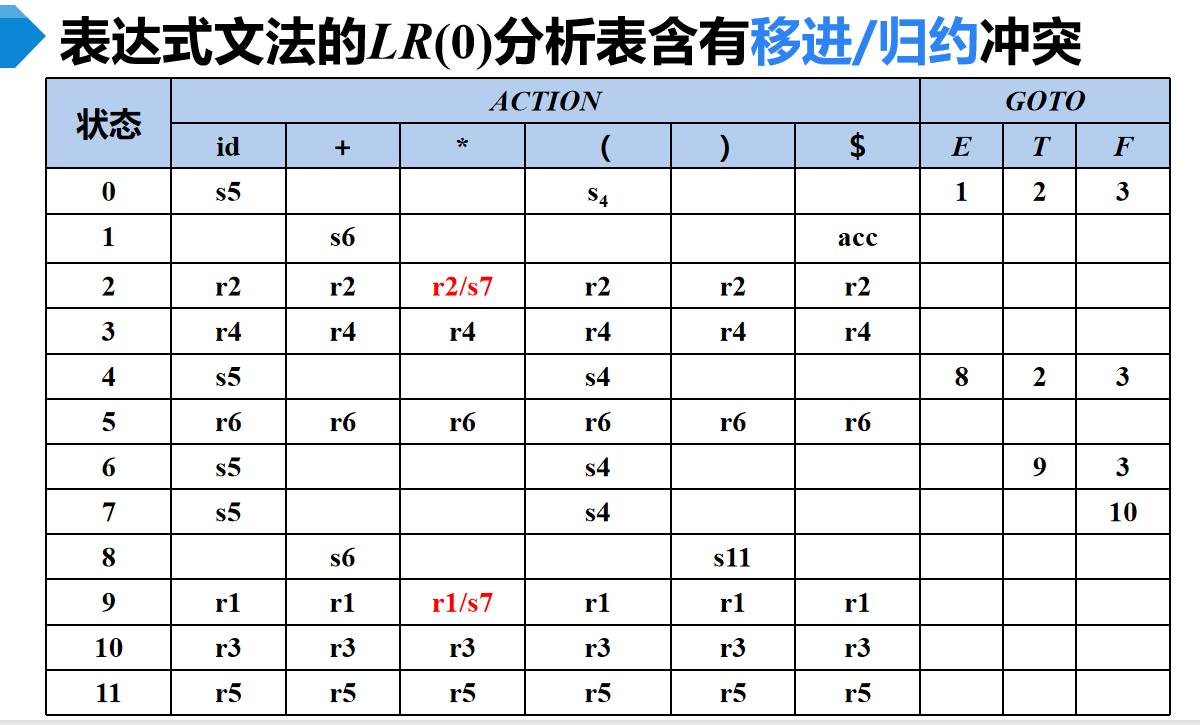 表达式文法的LR(0)分析表含有移进/归约冲突
状态 ACTION GOTO
id + * ( ) $ E T F
0 s5 s4 1 2 3
1 s6 acc
2 r2 r2 r2/s7 r2 r2 r2
3 r4 r4 r4 r4 r4 r4
4 s5 s4 8 2 3
5 r6 r6 r6 r6 r6 r6
6 s5 s4 9 3
7 s5 s4 10
8 s6 s11
9 r1 r1 r1/s7 r1 r1 r1
10 r3 r3 r3 r3 r3 r3
11 r5 r5 r5 r5 r5 r5